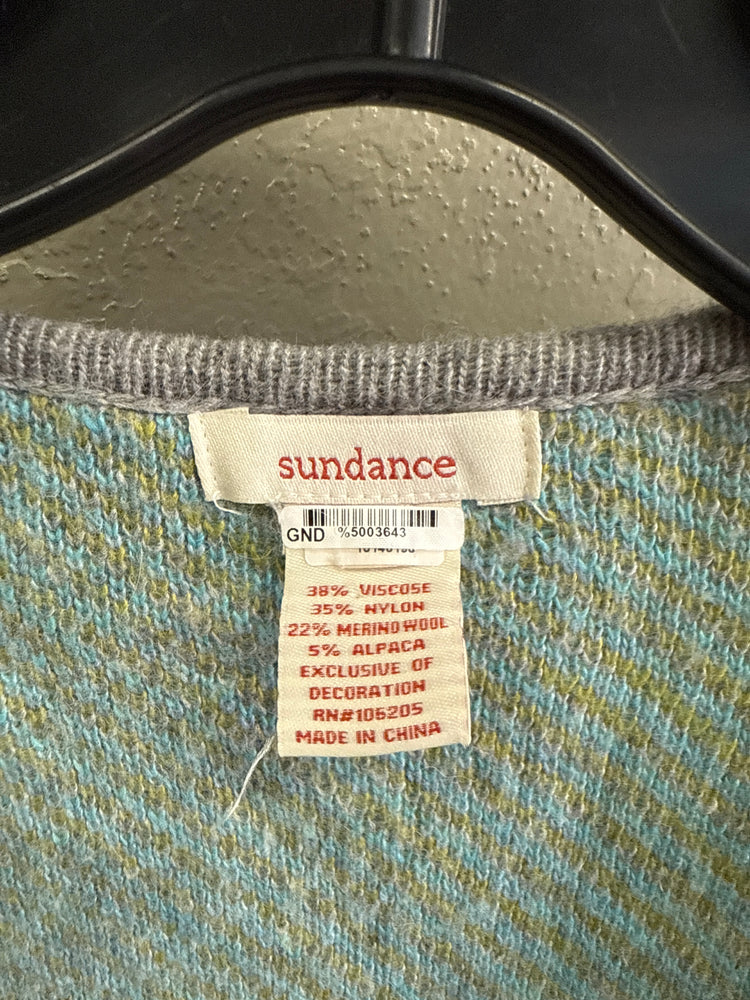 sundance
GND %5003643
38% VISCOSE
35% NYLON
22% MERINO WOOL
5% ALPACA
EXCLUSIVE OF
DECORATION
RN#106205
MADE IN CHINA